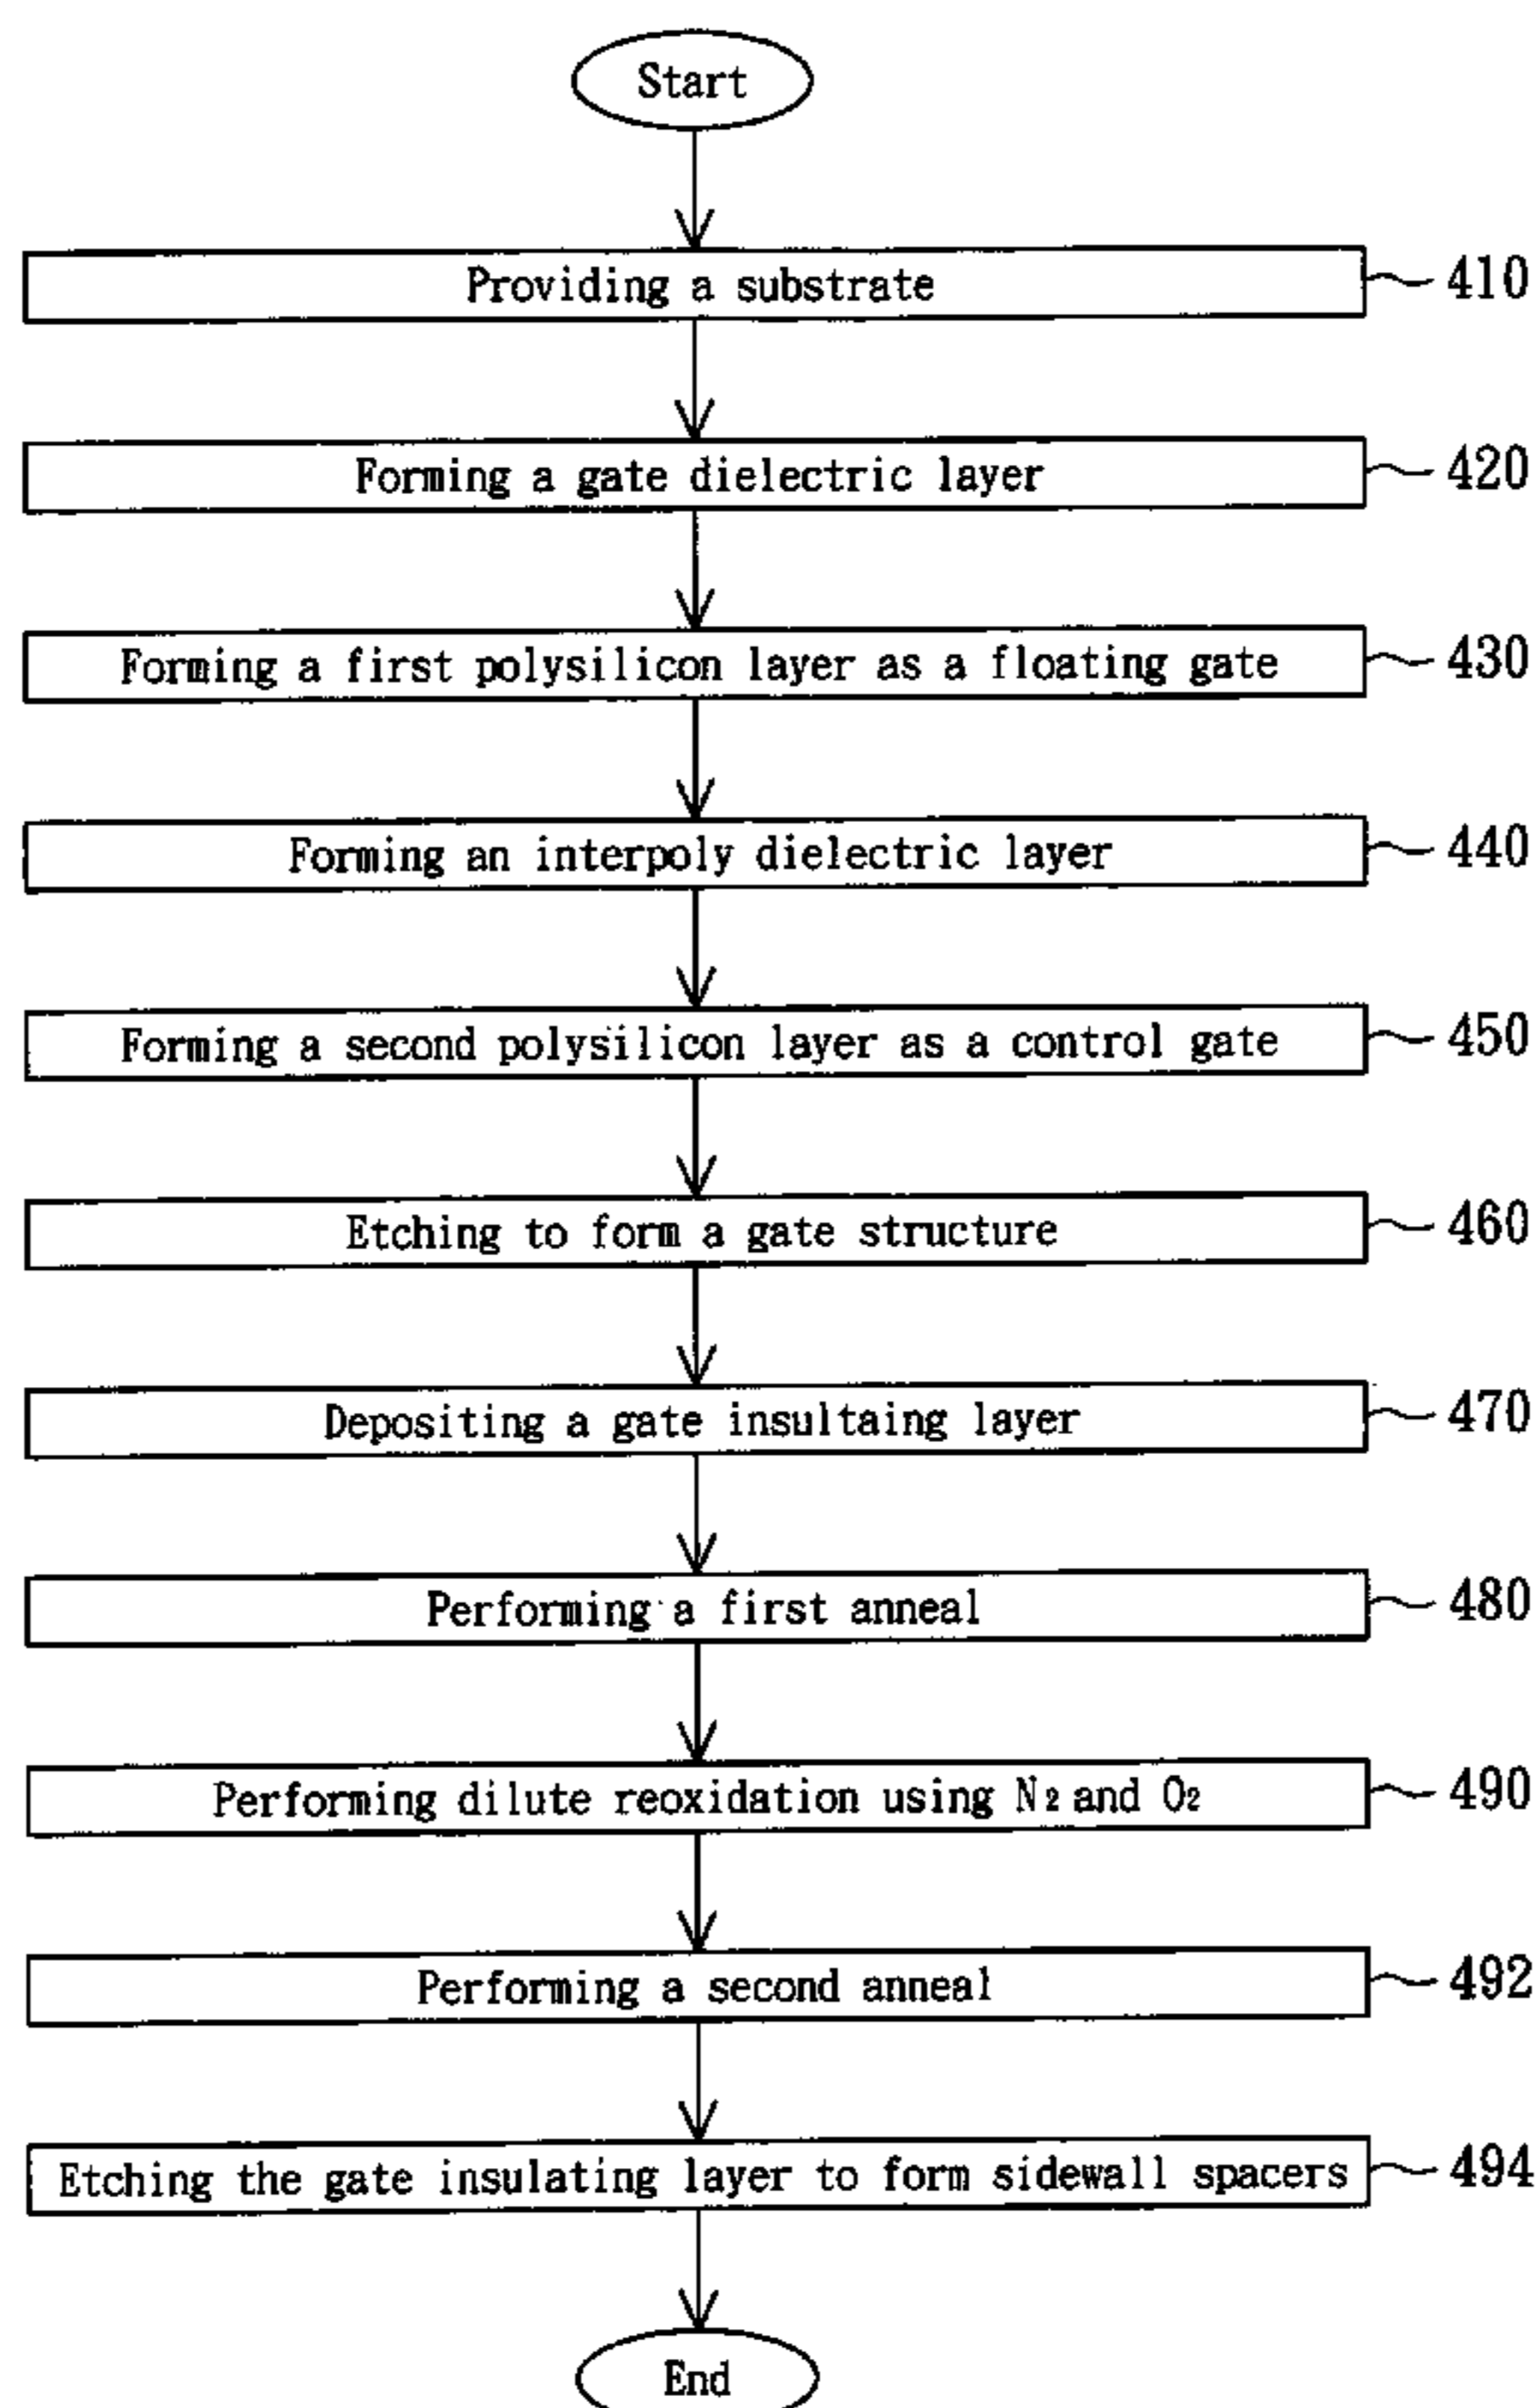 Start
Providing a substrate 410
Forming a gate dielectric layer 420
Forming a first polysilicon layer as a floating gate 430
Forming an interpoly dielectric layer 440
Forming a second polysilicon layer as a control gate 450
Etching to form a gate structure 460
Depositing a gate insultaing layer 470
Performing a first anneal 480
Performing dilute reoxidation using N2 and O2 490
Performing a second anneal 492
Etching the gate insulating layer to form sidewall spacers 494
End